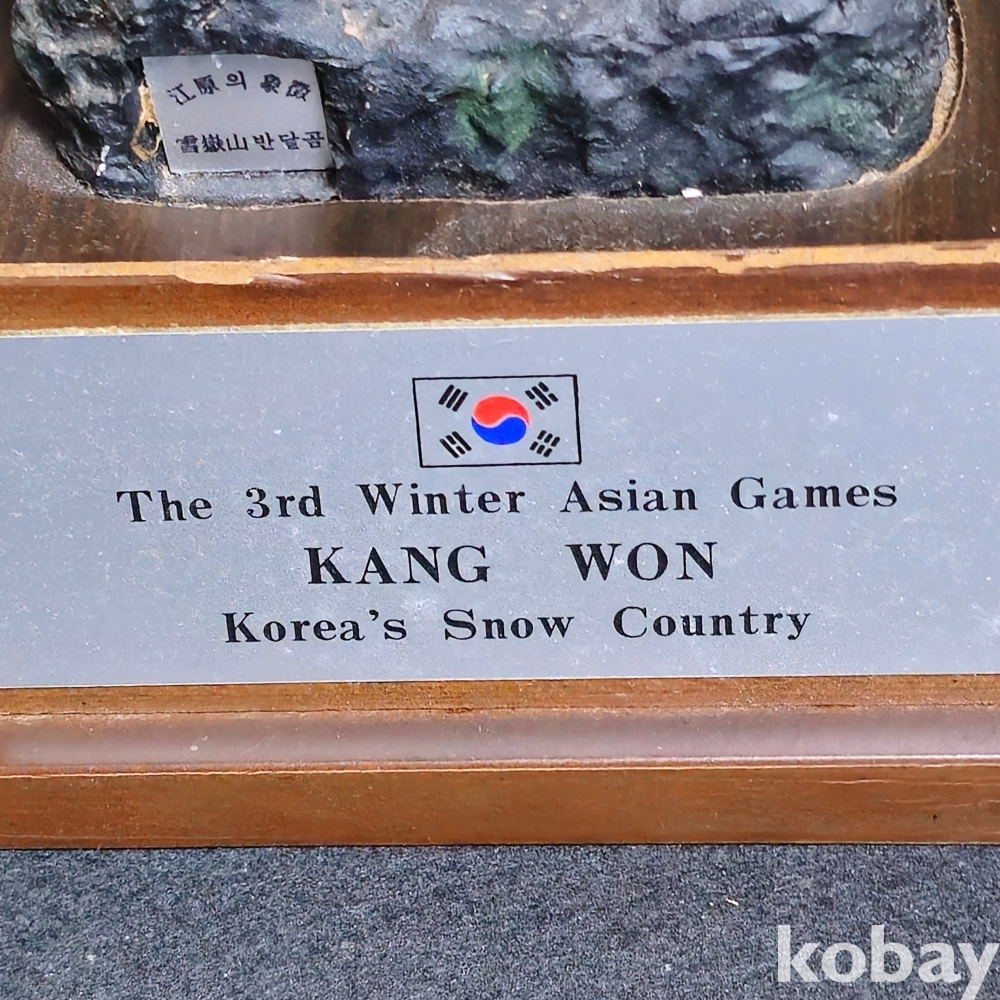 江原의 象徵
雪嶽山반달곰
The 3rd Winter Asian Games
KANG WON
Korea's Snow Country
kobay